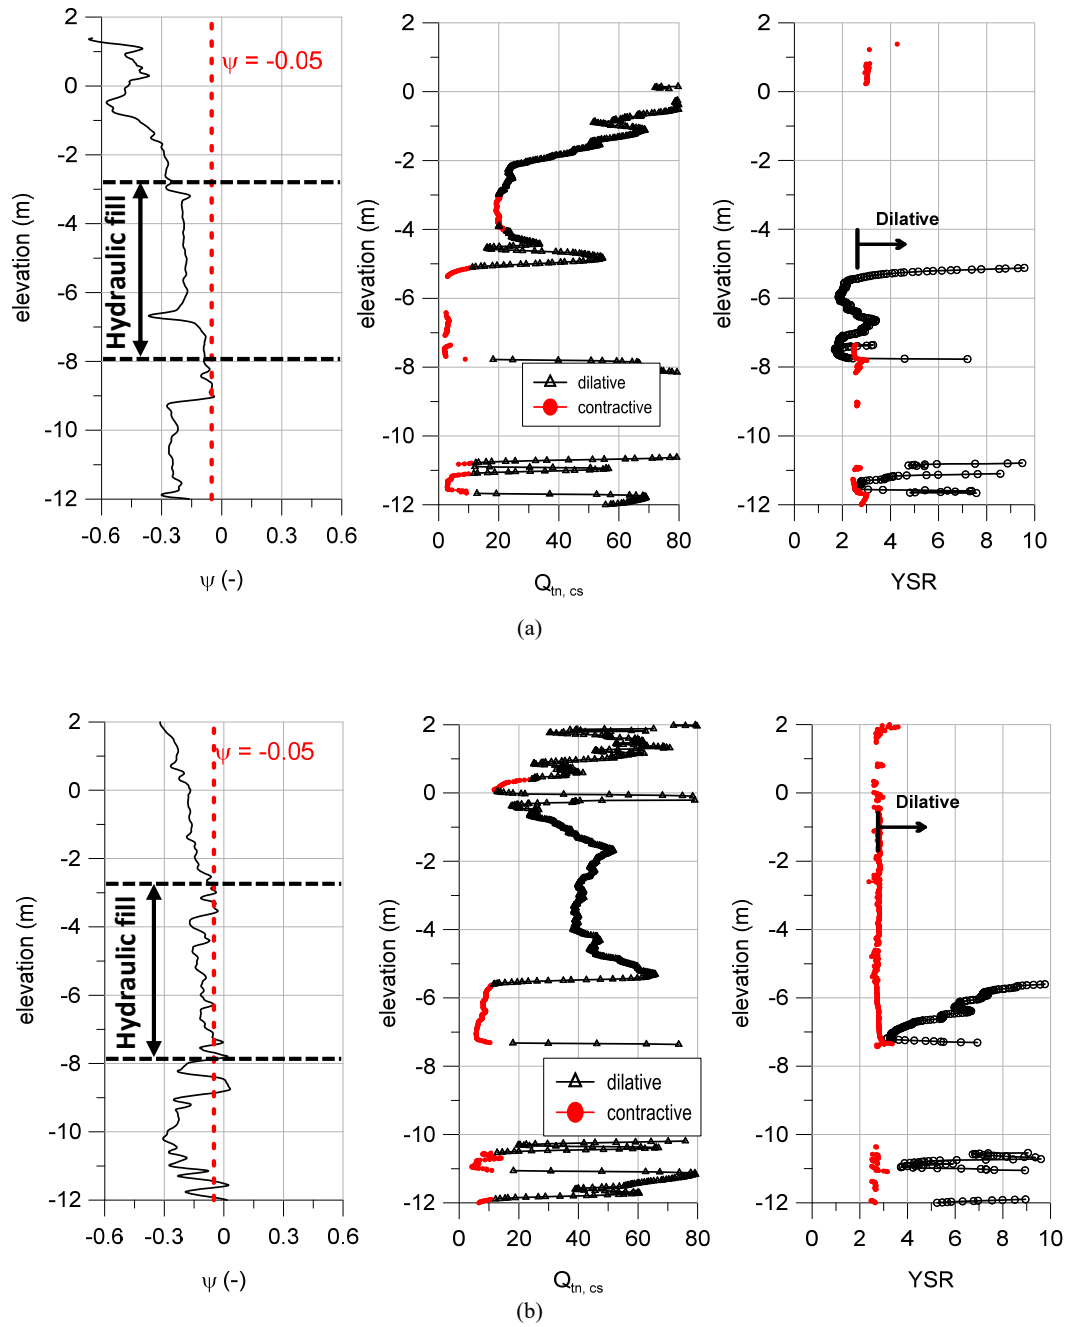 2
0
-2
-4
-6
-8
-10
-12
elevation (m)
ψ = -0.05
Hydraulic fill
-0.6 -0.3 0 0.3 0.6
ψ (-)
2
0
-2
-4
-6
-8
-10
-12
elevation (m)
dilative
contractive
0 20 40 60 80
Qtn, cs
2
0
-2
-4
-6
-8
-10
-12
elevation (m)
Dilative
0 2 4 6 8 10
YSR
(a)
2
0
-2
-4
-6
-8
-10
-12
elevation (m)
ψ = -0.05
Hydraulic fill
-0.6 -0.3 0 0.3 0.6
ψ (-)
2
0
-2
-4
-6
-8
-10
-12
elevation (m)
dilative
contractive
0 20 40 60 80
Qtn, cs
2
0
-2
-4
-6
-8
-10
-12
elevation (m)
Dilative
0 2 4 6 8 10
YSR
(b)